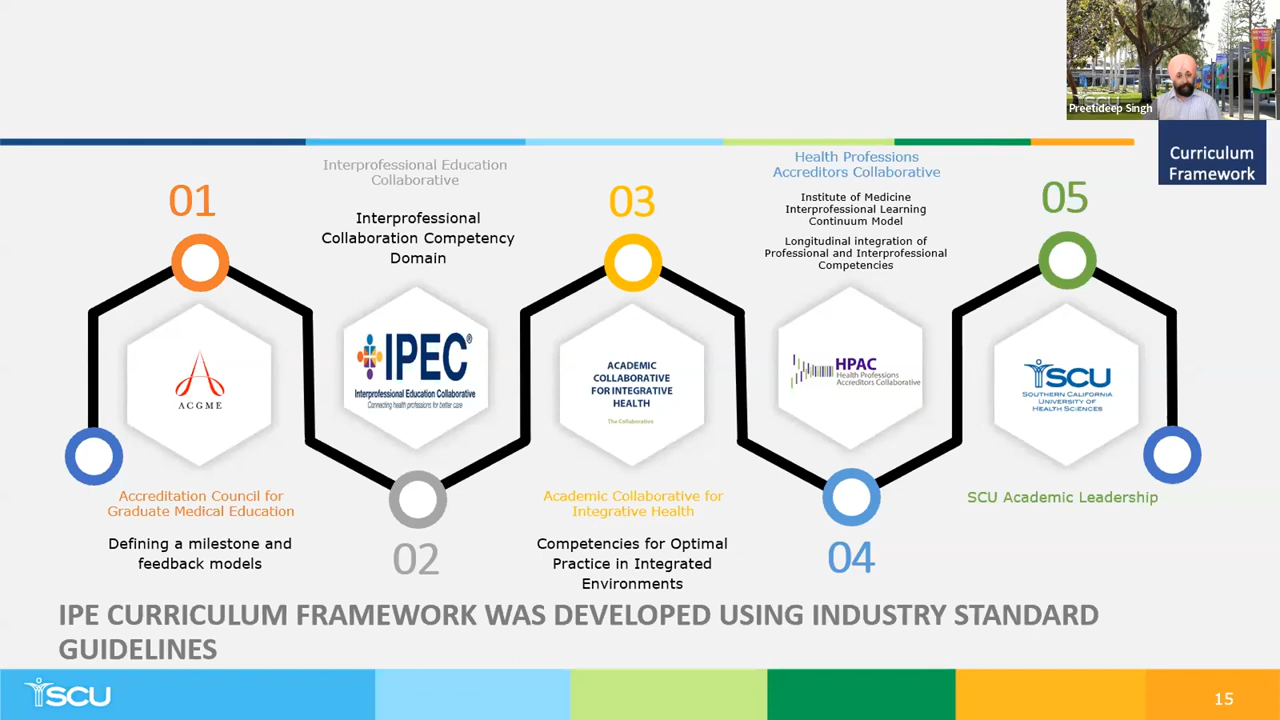 Preetideep Singh
Curriculum
Framework
01
Interprofessional Education
Collaborative
Interprofessional
Collaboration Competency
Domain
03
Health Professions
Accreditors Collaborative
Institute of Medicine
Interprofessional Learning
Continuum Model
Longitudinal integration of
Professional and Interprofessional
Competencies
05
ACGME
IPEC®
Interprofessional Education Collaborative
Connecting health professions for better care
ACADEMIC
COLLABORATIVE
FOR INTEGRATIVE
HEALTH
The Collaborative
HPAC
Health Professions
Accreditors Collaborative
SCU
SOUTHERN CALIFORNIA
UNIVERSITY OF
HEALTH SCIENCES
Accreditation Council for
Graduate Medical Education
Defining a milestone and
feedback models
02
Academic Collaborative for
Integrative Health
Competencies for Optimal
Practice in Integrated
Environments
04
SCU Academic Leadership
IPE CURRICULUM FRAMEWORK WAS DEVELOPED USING INDUSTRY STANDARD
GUIDELINES
SCU
15